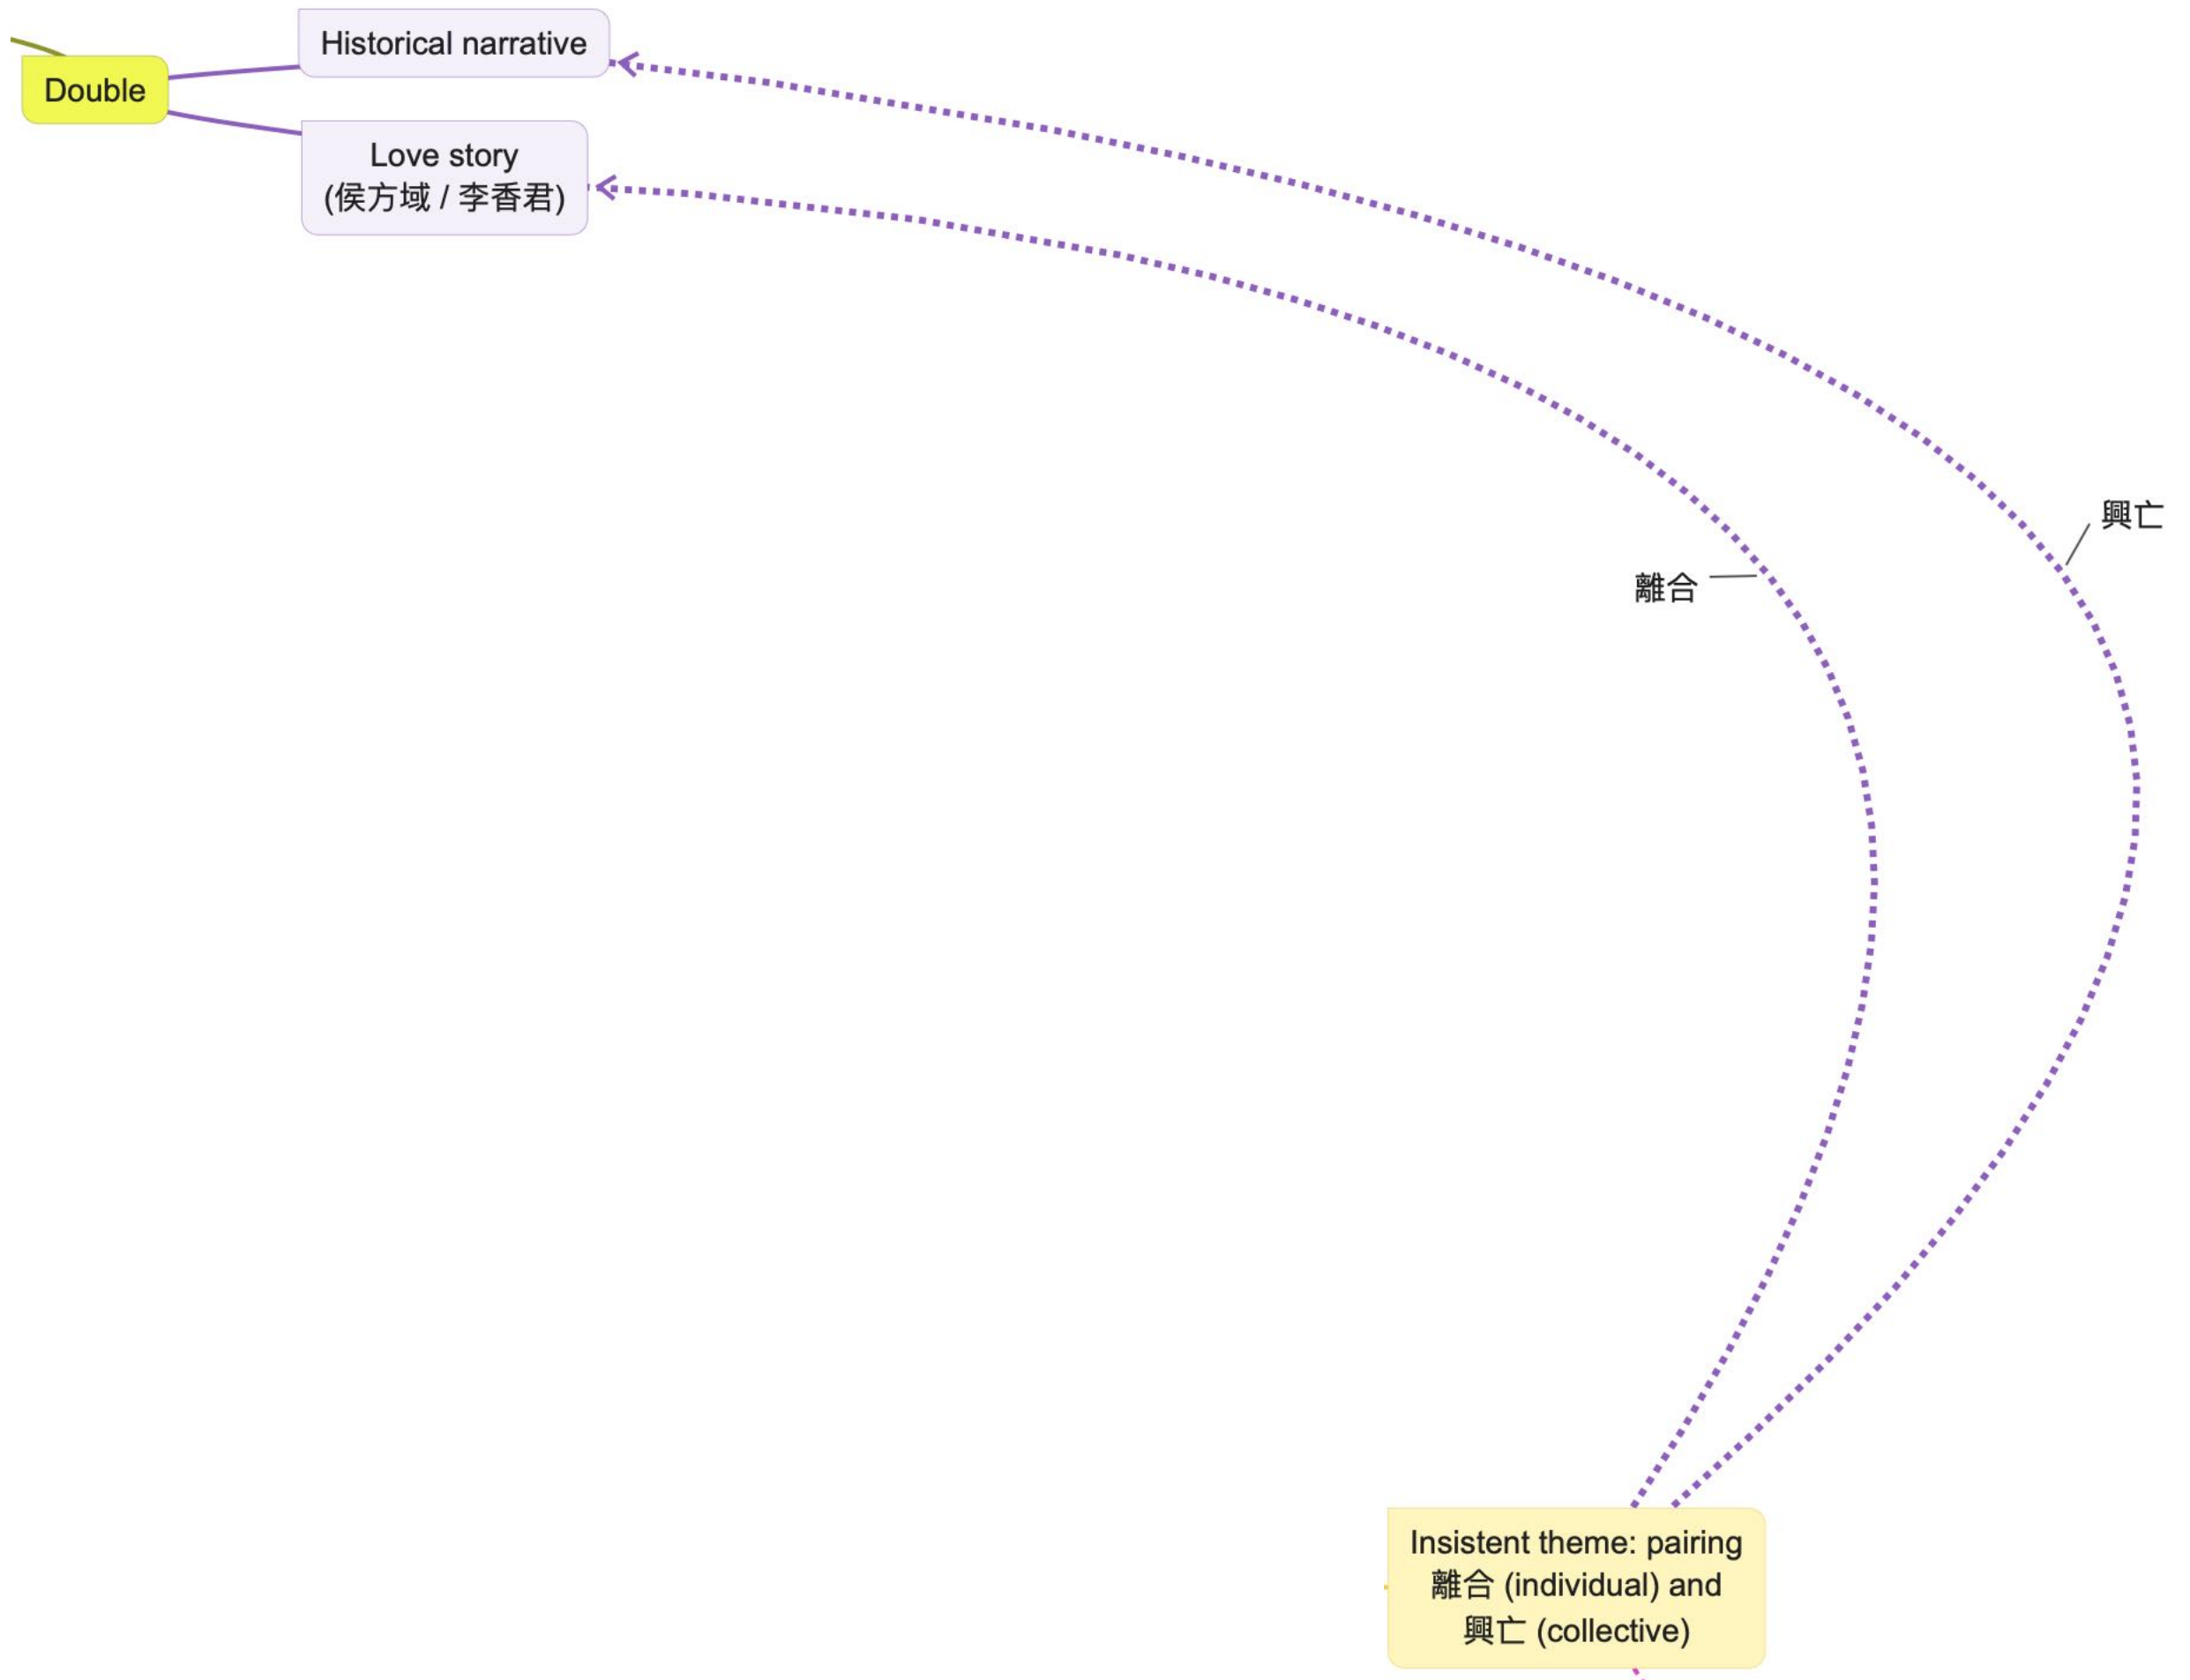 Historical narrative
Double
Love story
(侯方域 / 李香君)
興亡
離合
Insistent theme: pairing
離合 (individual) and
興亡 (collective)